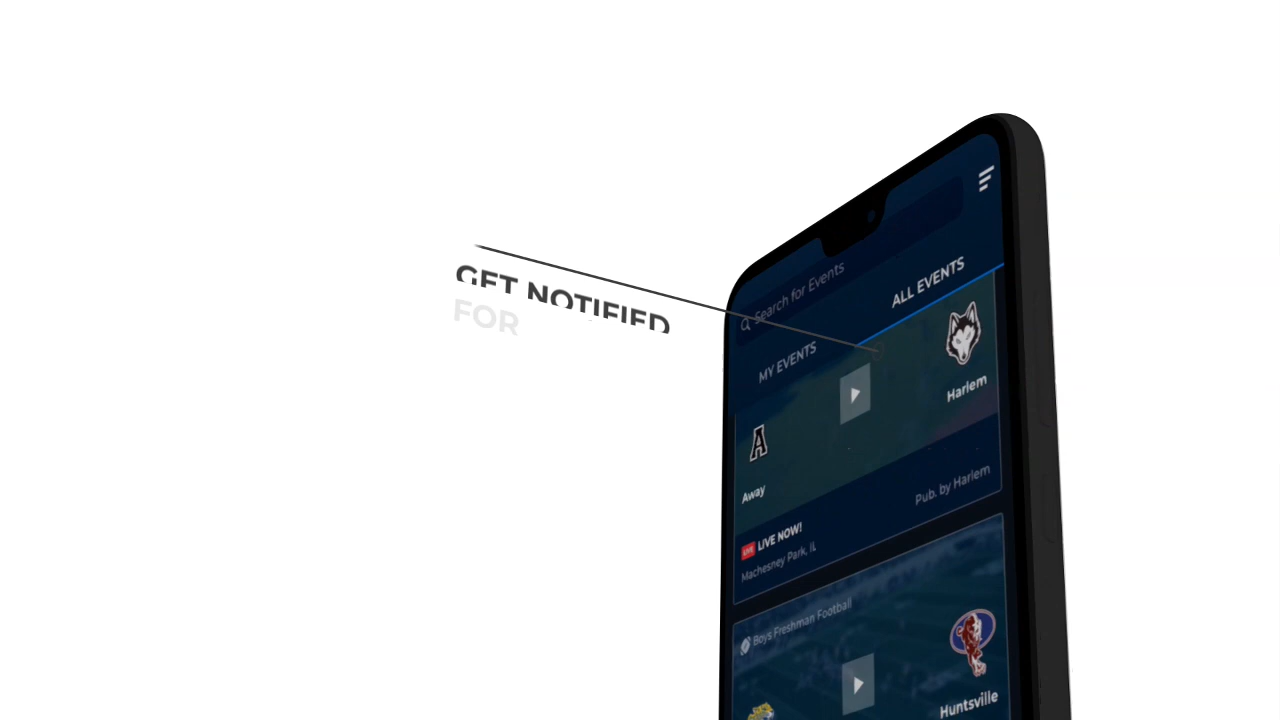 GET NOTIFIED
FOR
Search for Events
MY EVENTS
ALL EVENTS
Harlem
A
Away
Pub. by Harlem
LIVE LIVE NOW!
Machesney Park, IL
Boys Freshman Football
Huntsville